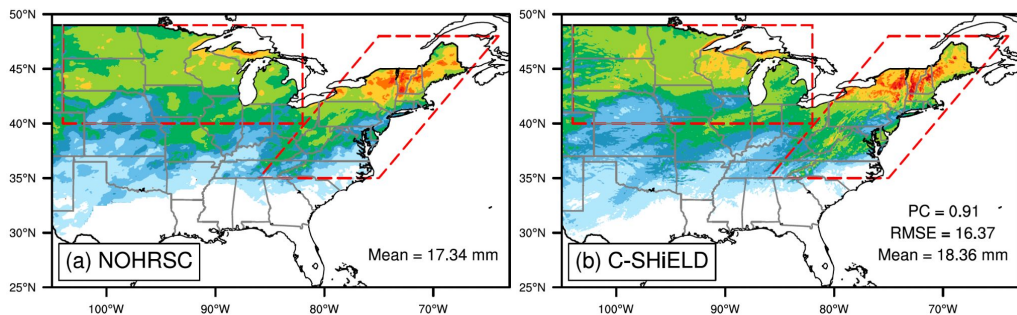 50°N
45°N
40°N
35°N
30°N
25°N
100°W
90°W
80°W
70°W
(a) NOHRSC
Mean = 17.34 mm
50°N
45°N
40°N
35°N
30°N
25°N
100°W
90°W
80°W
70°W
(b) C-SHiELD
PC = 0.91
RMSE = 16.37
Mean = 18.36 mm